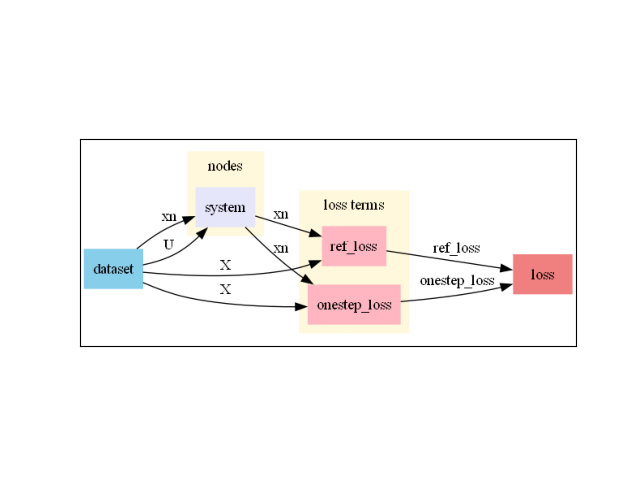 nodes
system
loss terms
xn
xn
ref_loss
ref_loss
U
xn
dataset
X
loss
onestep_loss
X
onestep_loss